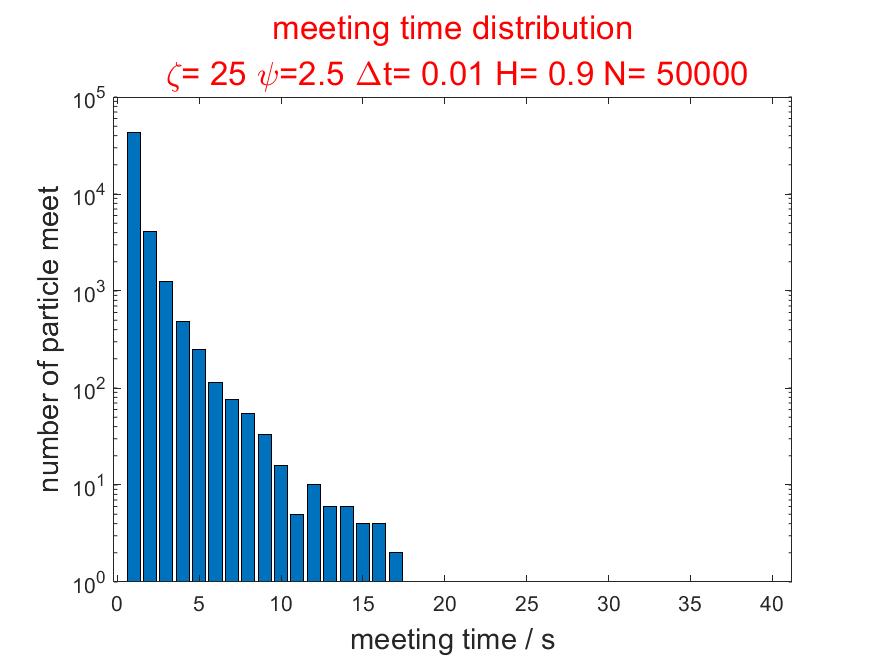 meeting time distribution
ζ= 25 ψ=2.5 Δt= 0.01 H= 0.9 N= 50000
10^5
10^4
10^3
10^2
10^1
10^0
number of particle meet
0 5 10 15 20 25 30 35 40
meeting time / s